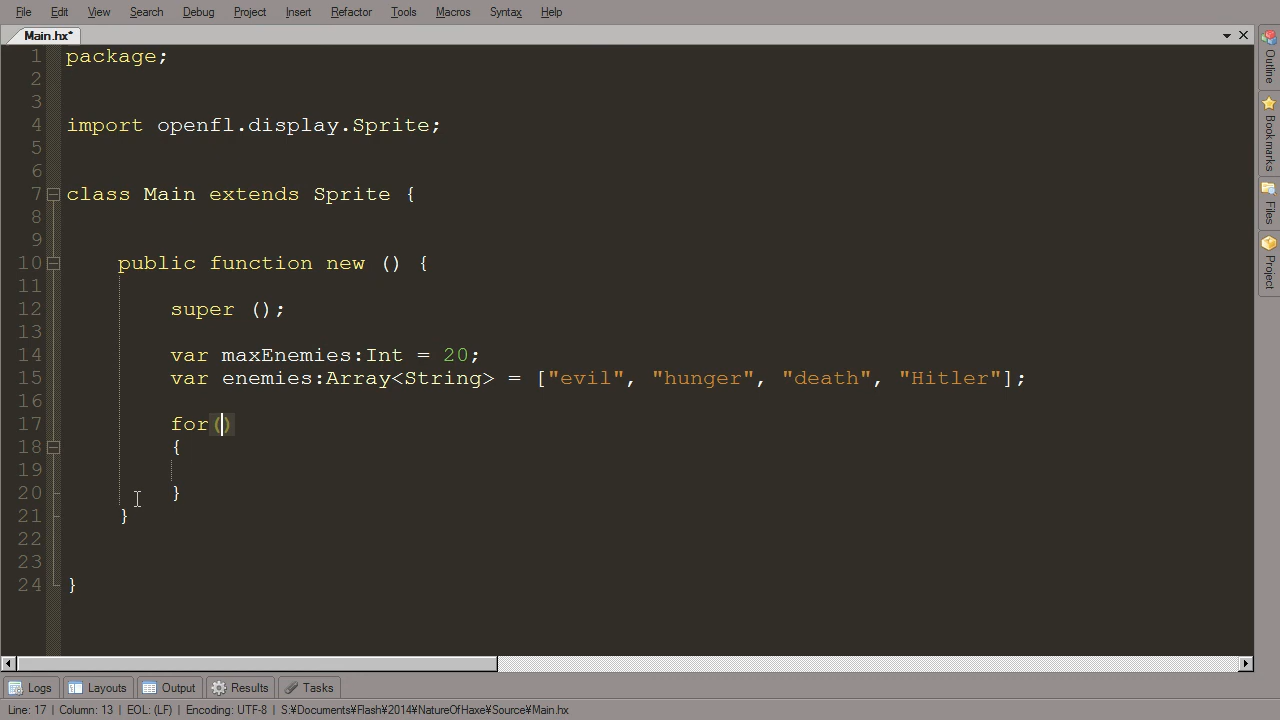 File Edit View Search Debug Project Insert Refactor Tools Macros Syntax Help
Main.hx*
1 package;
2
3
4 import openfl.display.Sprite;
5
6
7 class Main extends Sprite {
8
9
10 public function new () {
11
12 super ();
13
14 var maxEnemies:Int = 20;
15 var enemies:Array<String> = ["evil", "hunger", "death", "Hitler"];
16
17 for()
18 {
19
20 }
21 }
22
23
24 }
Outline
Bookmarks
Files
Project
Logs Layouts Output Results Tasks
Line: 17 | Column: 13 | EOL: (LF) | Encoding: UTF-8 | S:¥Documents¥Flash¥2014¥NatureOfHaxe¥Source¥Main.hx